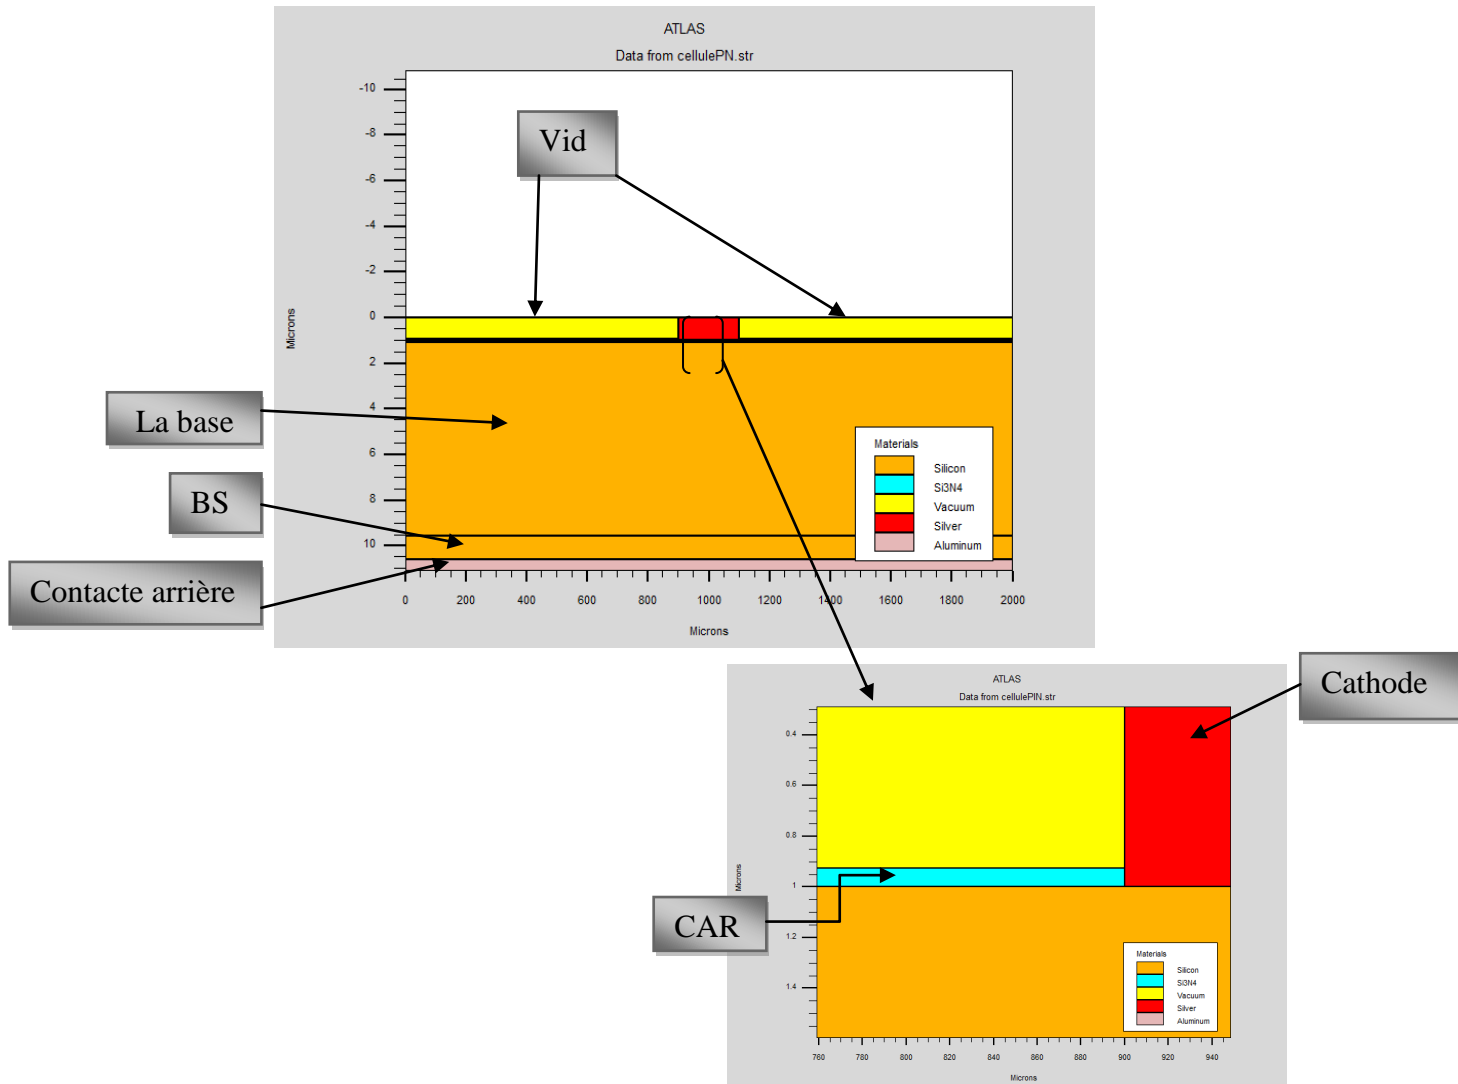 ATLAS
Data from cellulePN.str
Microns
-10
-8
-6
-4
-2
0
2
4
6
8
10
0 200 400 600 800 1000 1200 1400 1600 1800 2000
Microns
Materials
Silicon
Si3N4
Vacuum
Silver
Aluminum
Vid
La base
BS
Contacte arrière
ATLAS
Data from cellulePIN.str
Microns
0.4
0.6
0.8
1
1.2
1.4
760 780 800 820 840 860 880 900 920 940
Microns
Materials
Silicon
Si3N4
Vacuum
Silver
Aluminum
Cathode
CAR